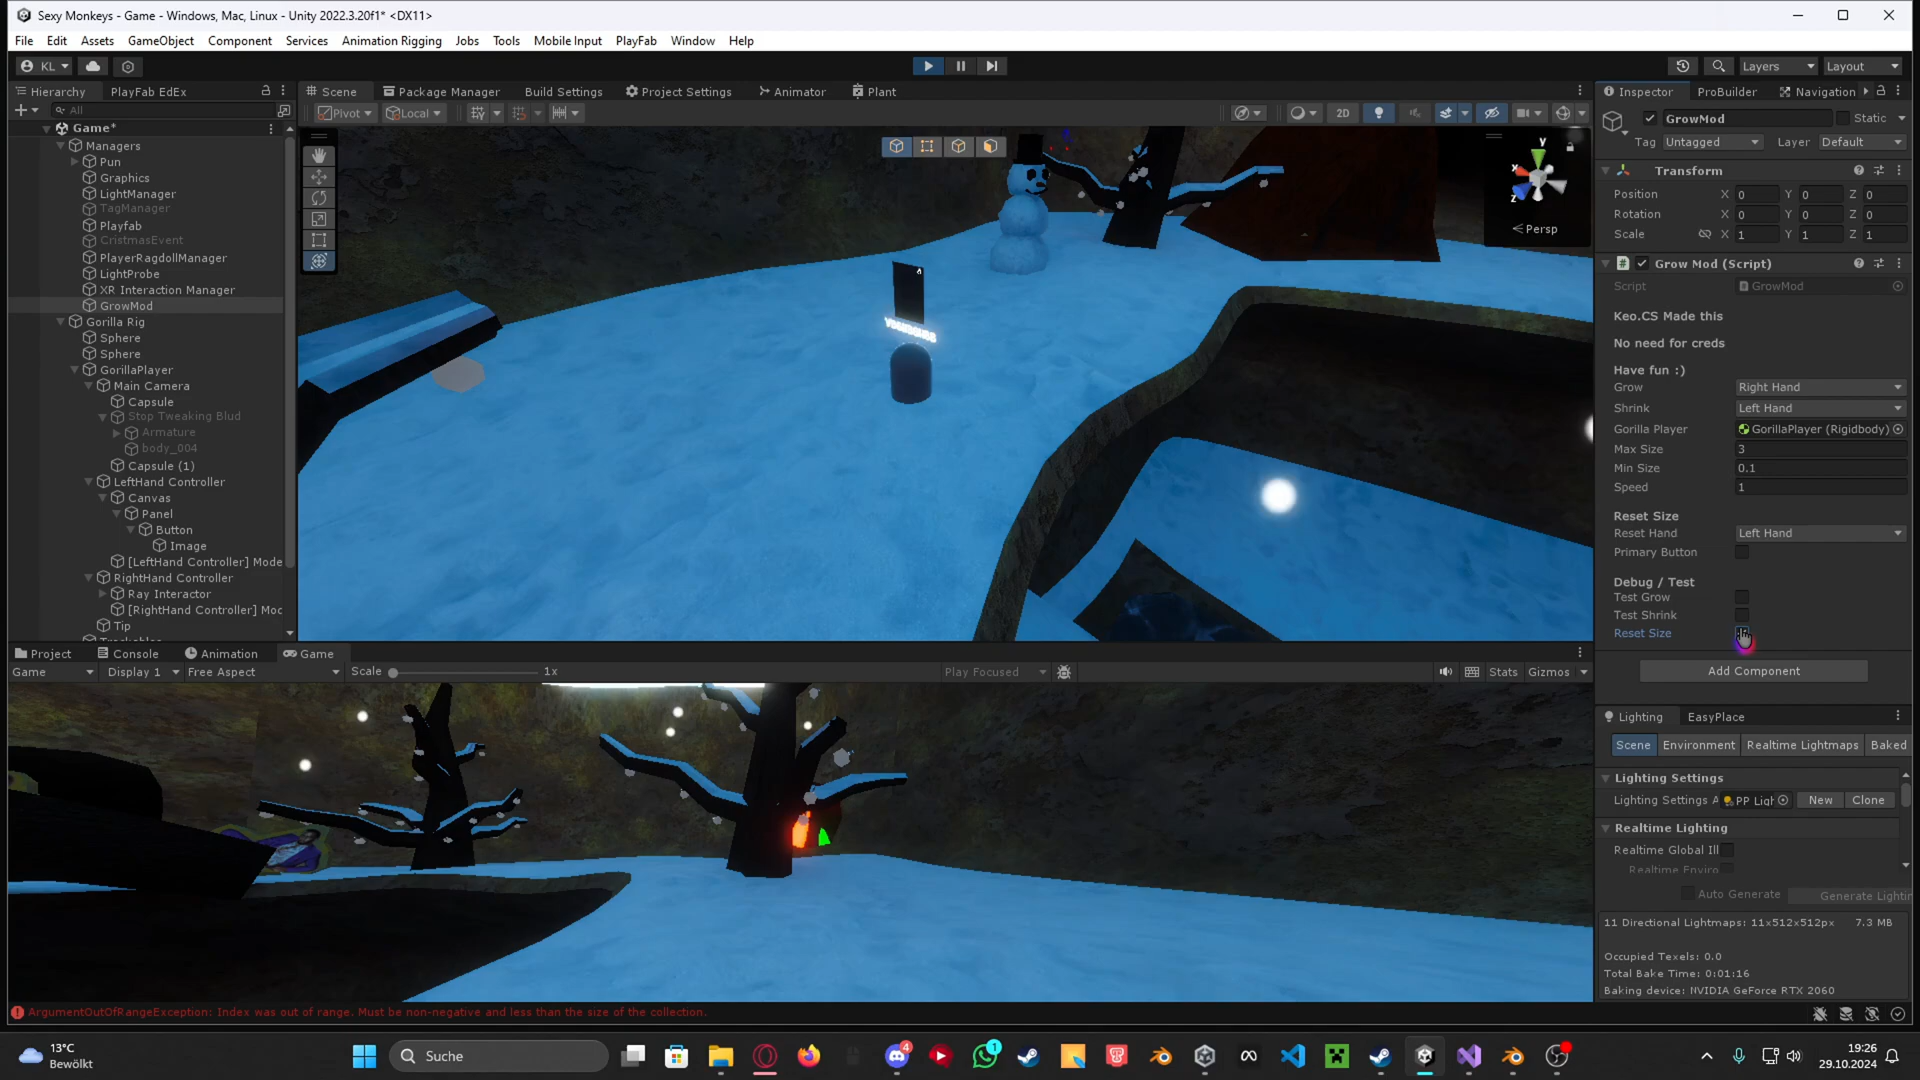 Sexy Monkeys - Game - Windows, Mac, Linux - Unity 2022.3.20f1* <DX11>
File Edit Assets GameObject Component Services Animation Rigging Jobs Tools Mobile Input PlayFab Window Help
KL Layers Layout
Hierarchy PlayFab EdEx
Scene Package Manager Build Settings Project Settings Animator Plant
Inspector ProBuilder Navigation
All
Pivot Local 2D
Game*
Managers
Pun
Graphics
LightManager
TagManager
Playfab
CristmasEvent
PlayerRagdollManager
LightProbe
XR Interaction Manager
GrowMod
Gorilla Rig
Sphere
Sphere
GorillaPlayer
Main Camera
Capsule
Stop Tweaking Blud
Armature
body_004
Capsule (1)
LeftHand Controller
Canvas
Panel
Button
Image
[LeftHand Controller] Mode
RightHand Controller
Ray Interactor
[RightHand Controller] Moc
Tip
y
x
z
Persp
GrowMod Static
Tag Untagged Layer Default
Transform
Position X 0 Y 0 Z 0
Rotation X 0 Y 0 Z 0
Scale X 1 Y 1 Z 1
Grow Mod (Script)
Script GrowMod
Keo.CS Made this
No need for creds
Have fun :)
Grow Right Hand
Shrink Left Hand
Gorilla Player GorillaPlayer (Rigidbody)
Max Size 3
Min Size 0.1
Speed 1
Reset Size
Reset Hand Left Hand
Primary Button
Debug / Test
Test Grow
Test Shrink
Reset Size
Add Component
Project Console Animation Game
Game Display 1 Free Aspect Scale 1x Play Focused Stats Gizmos
Lighting EasyPlace
Scene Environment Realtime Lightmaps Baked
Lighting Settings
Lighting Settings A PP Ligh New Clone
Realtime Lighting
Realtime Global Ill
Realtime Enviro
Auto Generate Generate Lightin
11 Directional Lightmaps: 11x512x512px 7.3 MB
Occupied Texels: 0.0
Total Bake Time: 0:01:16
Baking device: NVIDIA GeForce RTX 2060
ArgumentOutOfRangeException: Index was out of range. Must be non-negative and less than the size of the collection.
13°C
Bewölkt
Suche
4
1
19:26
29.10.2024